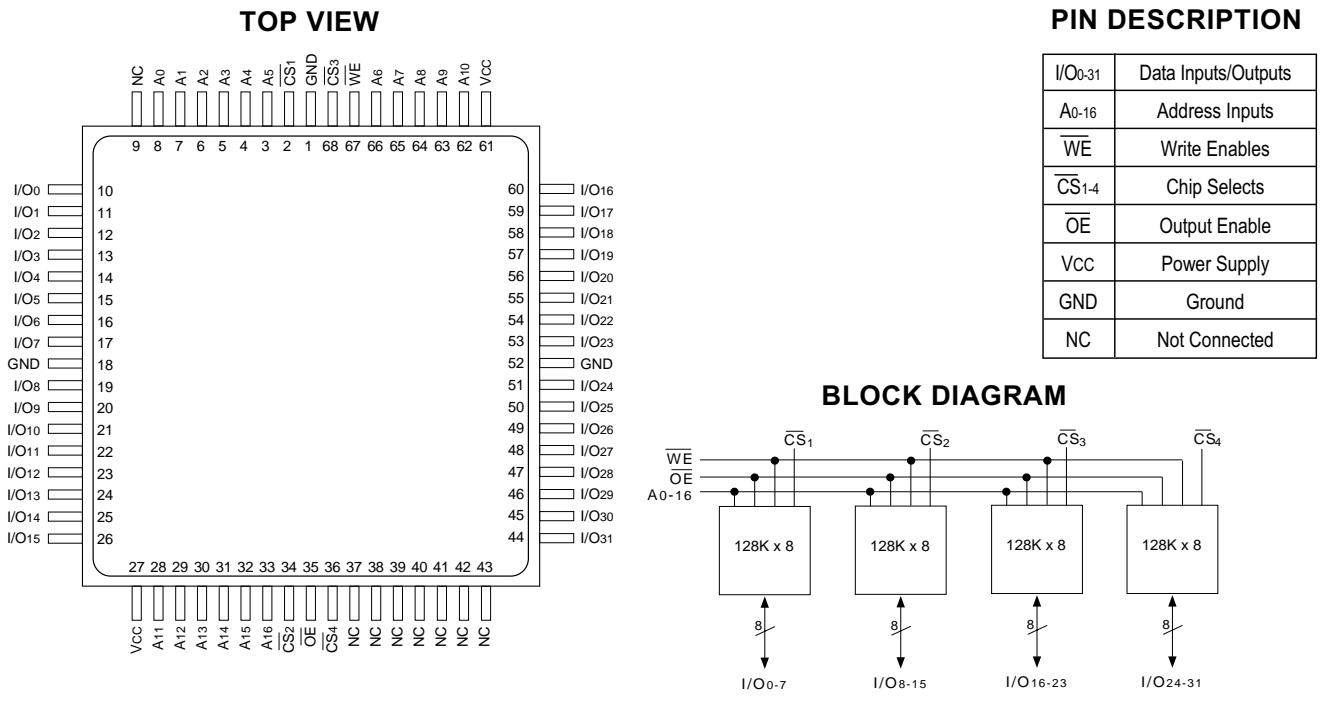 TOP VIEW
NC A0 A1 A2 A3 A4 A5 CS1 GND CS3 WE A6 A7 A8 A9 A10 VCC
9 8 7 6 5 4 3 2 1 68 67 66 65 64 63 62 61
I/O0 10 60 I/O16
I/O1 11 59 I/O17
I/O2 12 58 I/O18
I/O3 13 57 I/O19
I/O4 14 56 I/O20
I/O5 15 55 I/O21
I/O6 16 54 I/O22
I/O7 17 53 I/O23
GND 18 52 GND
I/O8 19 51 I/O24
I/O9 20 50 I/O25
I/O10 21 49 I/O26
I/O11 22 48 I/O27
I/O12 23 47 I/O28
I/O13 24 46 I/O29
I/O14 25 45 I/O30
I/O15 26 44 I/O31
27 28 29 30 31 32 33 34 35 36 37 38 39 40 41 42 43
VCC A11 A12 A13 A14 A15 A16 CS2 OE CS4 NC NC NC NC NC NC NC
PIN DESCRIPTION
I/O0-31 Data Inputs/Outputs
A0-16 Address Inputs
WE Write Enables
CS1-4 Chip Selects
OE Output Enable
VCC Power Supply
GND Ground
NC Not Connected
BLOCK DIAGRAM
CS1 CS2 CS3 CS4
WE
OE
A0-16
128K x 8 128K x 8 128K x 8 128K x 8
8 8 8 8
I/O0-7 I/O8-15 I/O16-23 I/O24-31